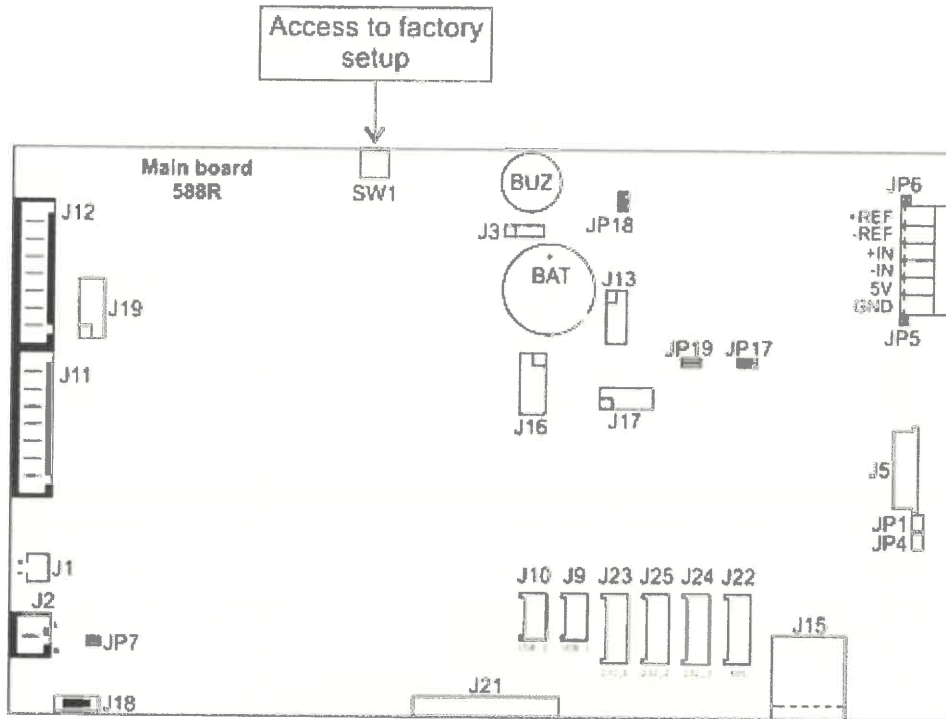 Access to factory
setup
Main board
588R
SW1
BUZ
J3
JP18
BAT
J13
J12
J19
J11
JP6
+REF
-REF
+IN
-IN
5V
GND
JP5
JP19 JP17
J16
J17
J5
JP1
JP4
J1
J2
JP7
J18
J10 J9 J23 J25 J24 J22
J15
J21